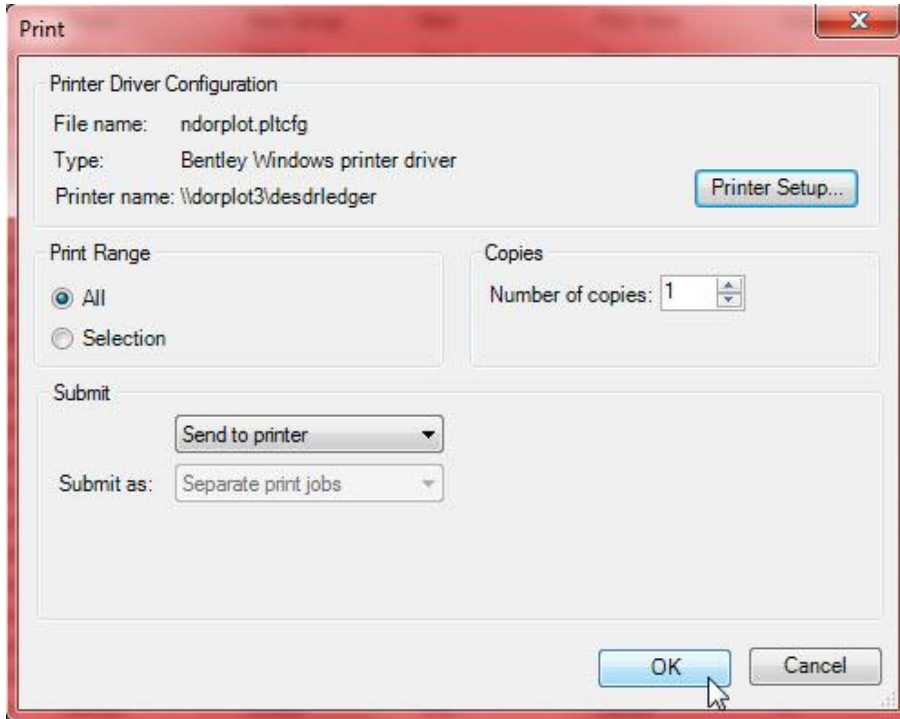 Print
Printer Driver Configuration
File name: ndorplot.pltcfg
Type: Bentley Windows printer driver
Printer name: \\dorplot3\desdrledger
Printer Setup...
Print Range
All
Selection
Copies
Number of copies: 1
Submit
Send to printer
Submit as: Separate print jobs
OK
Cancel